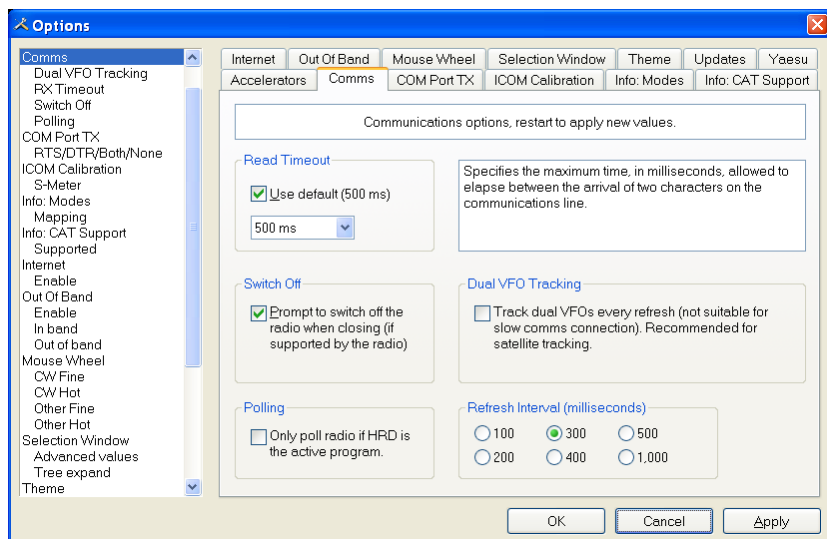 Options
Comms
Dual VFO Tracking
RX Timeout
Switch Off
Polling
COM Port TX
RTS/DTR/Both/None
ICOM Calibration
S-Meter
Info: Modes
Mapping
Info: CAT Support
Supported
Internet
Enable
Out Of Band
Enable
In band
Out of band
Mouse Wheel
CW Fine
CW Hot
Other Fine
Other Hot
Selection Window
Advanced values
Tree expand
Theme
Internet Out Of Band Mouse Wheel Selection Window Theme Updates Yaesu
Accelerators Comms COM Port TX ICOM Calibration Info: Modes Info: CAT Support
Communications options, restart to apply new values.
Read Timeout
Use default (500 ms)
500 ms
Specifies the maximum time, in milliseconds, allowed to
elapse between the arrival of two characters on the
communications line.
Switch Off
Prompt to switch off the
radio when closing (if
supported by the radio)
Dual VFO Tracking
Track dual VFOs every refresh (not suitable for
slow comms connection). Recommended for
satellite tracking.
Polling
Only poll radio if HRD is
the active program.
Refresh Interval (milliseconds)
100 300 500
200 400 1,000
OK Cancel Apply